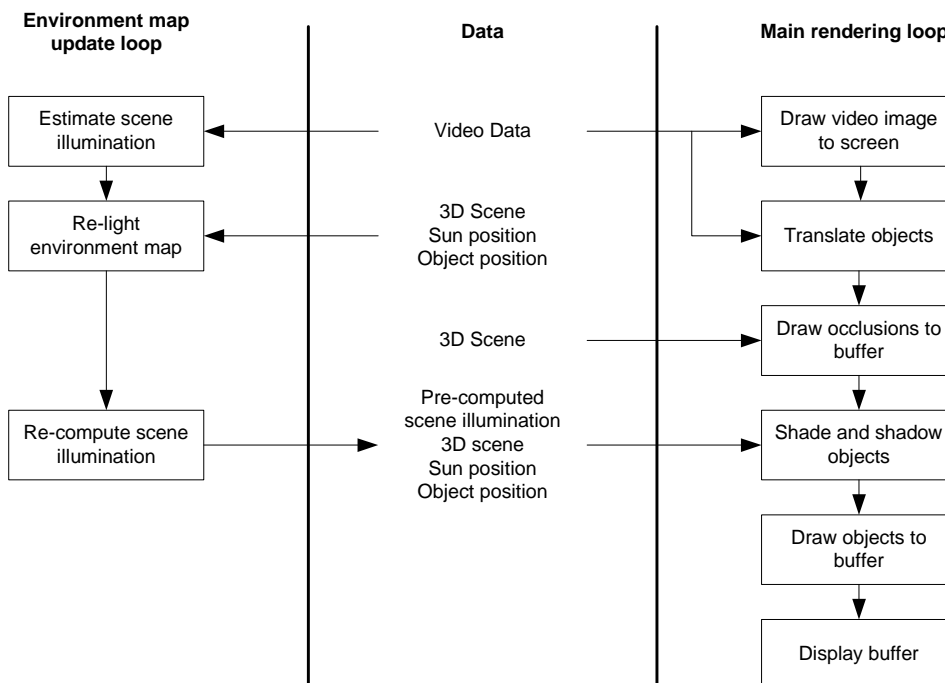 Environment map
update loop
Data
Main rendering loop
Estimate scene
illumination
Video Data
Draw video image
to screen
Re-light
environment map
3D Scene
Sun position
Object position
Translate objects
3D Scene
Draw occlusions to
buffer
Re-compute scene
illumination
Pre-computed
scene illumination
3D scene
Sun position
Object position
Shade and shadow
objects
Draw objects to
buffer
Display buffer